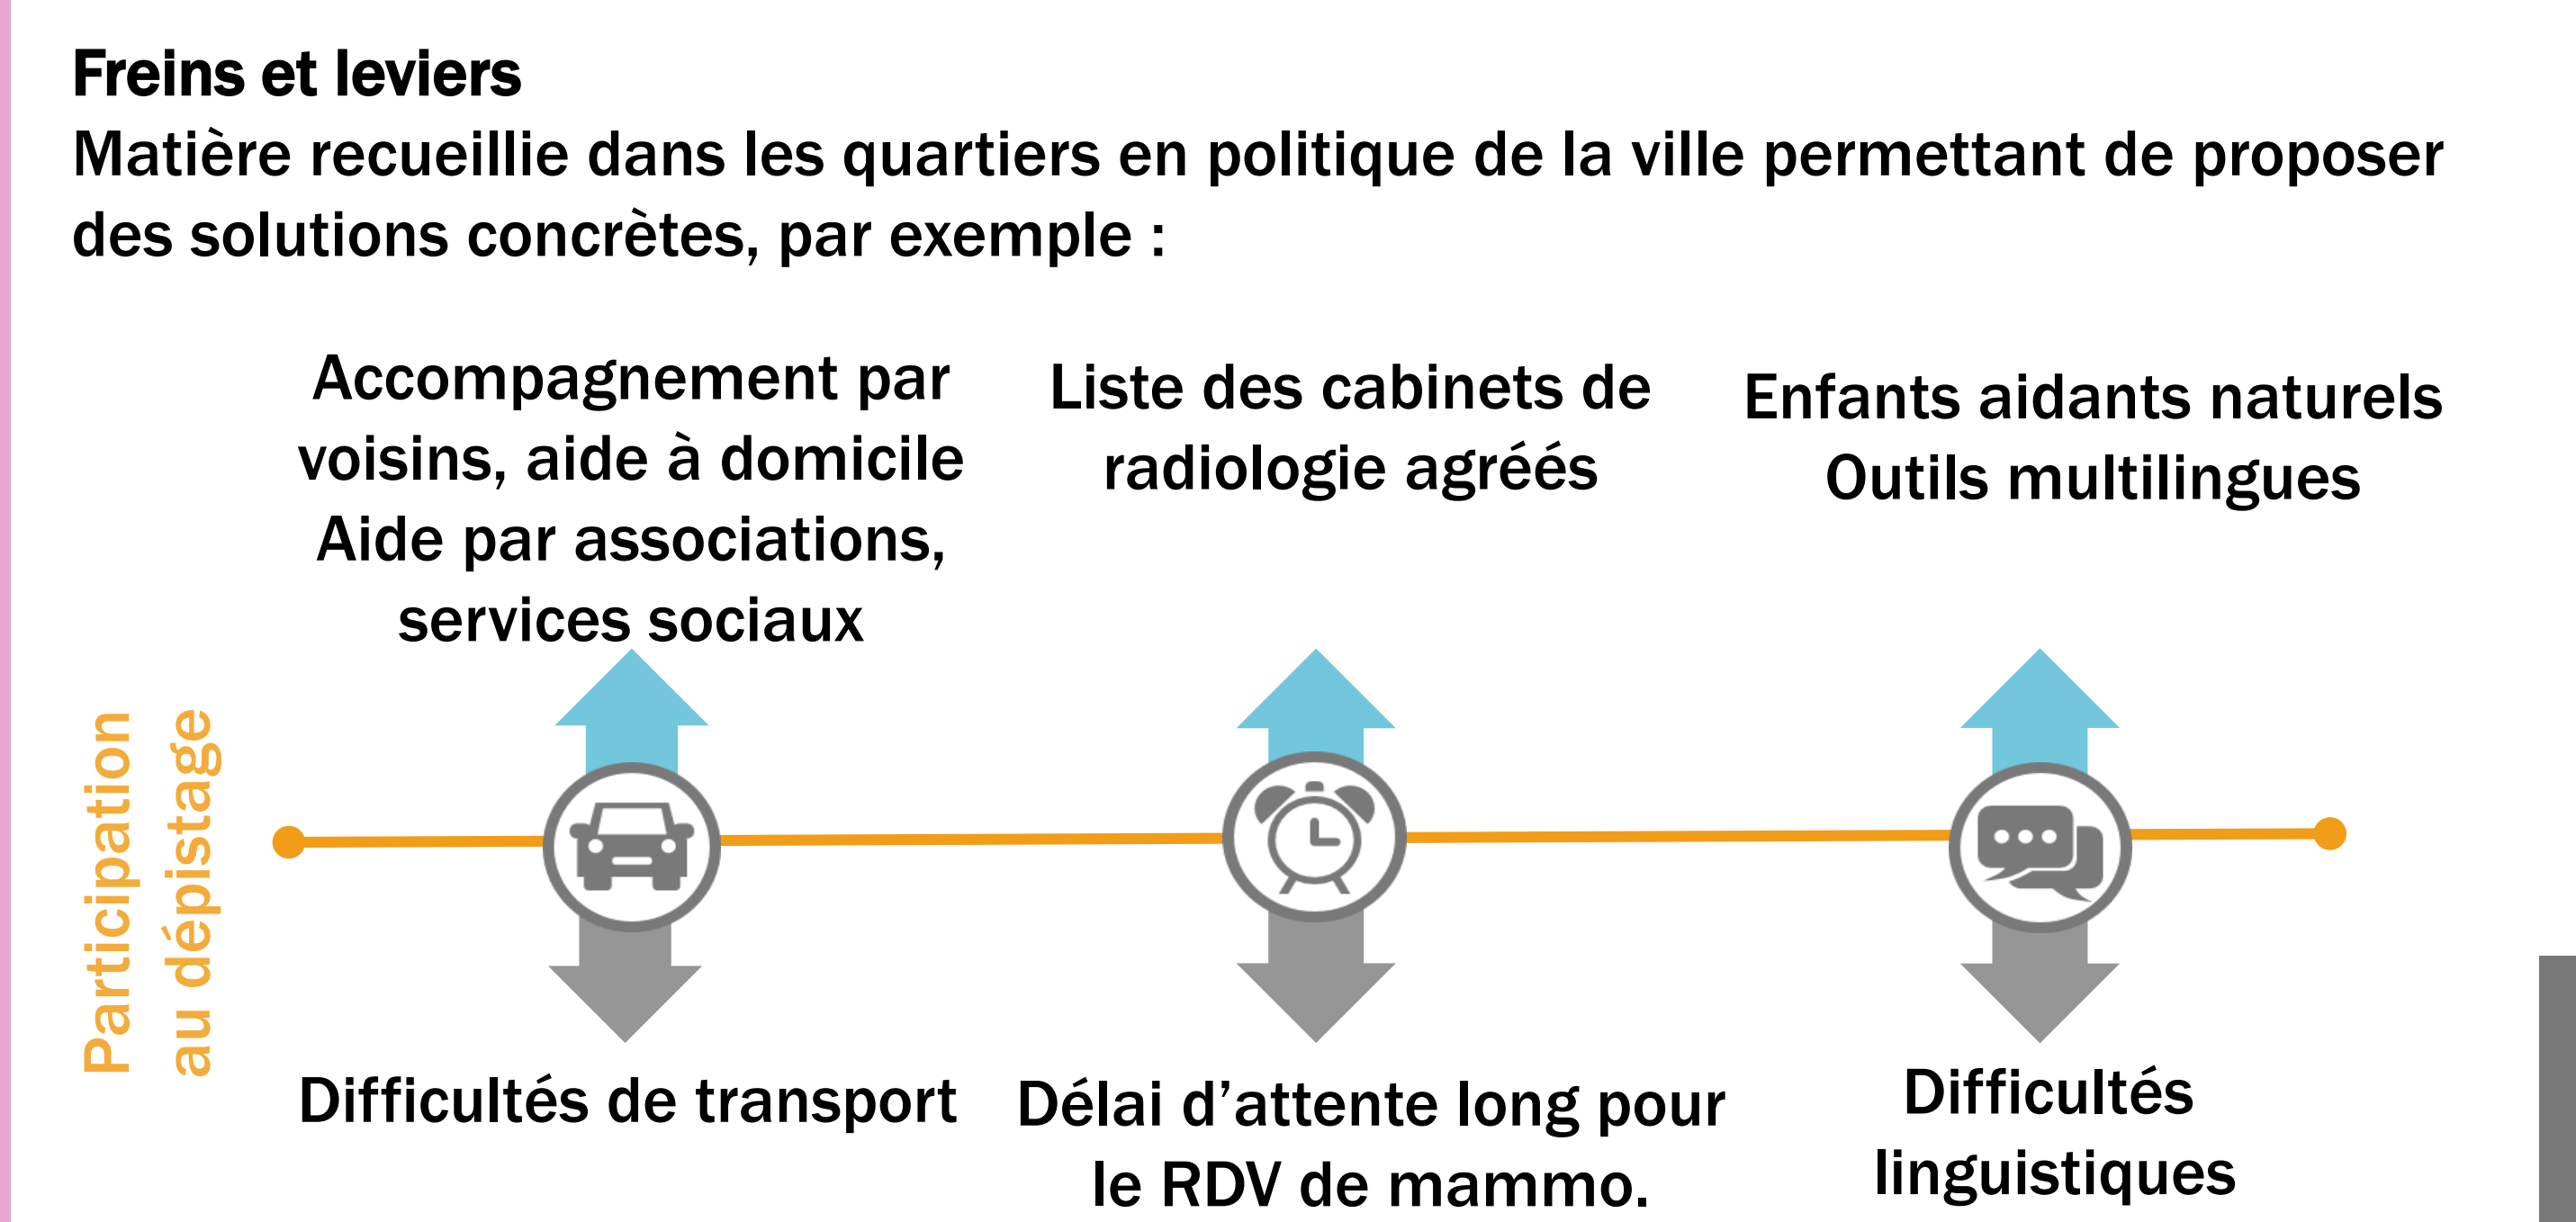 Freins et leviers
Matière recueillie dans les quartiers en politique de la ville permettant de proposer
des solutions concrètes, par exemple :
Accompagnement par
voisins, aide à domicile
Aide par associations,
services sociaux
Liste des cabinets de
radiologie agréés
Enfants aidants naturels
Outils multilingues
Participation
au dépistage
Difficultés de transport
Délai d’attente long pour
le RDV de mammo.
Difficultés
linguistiques